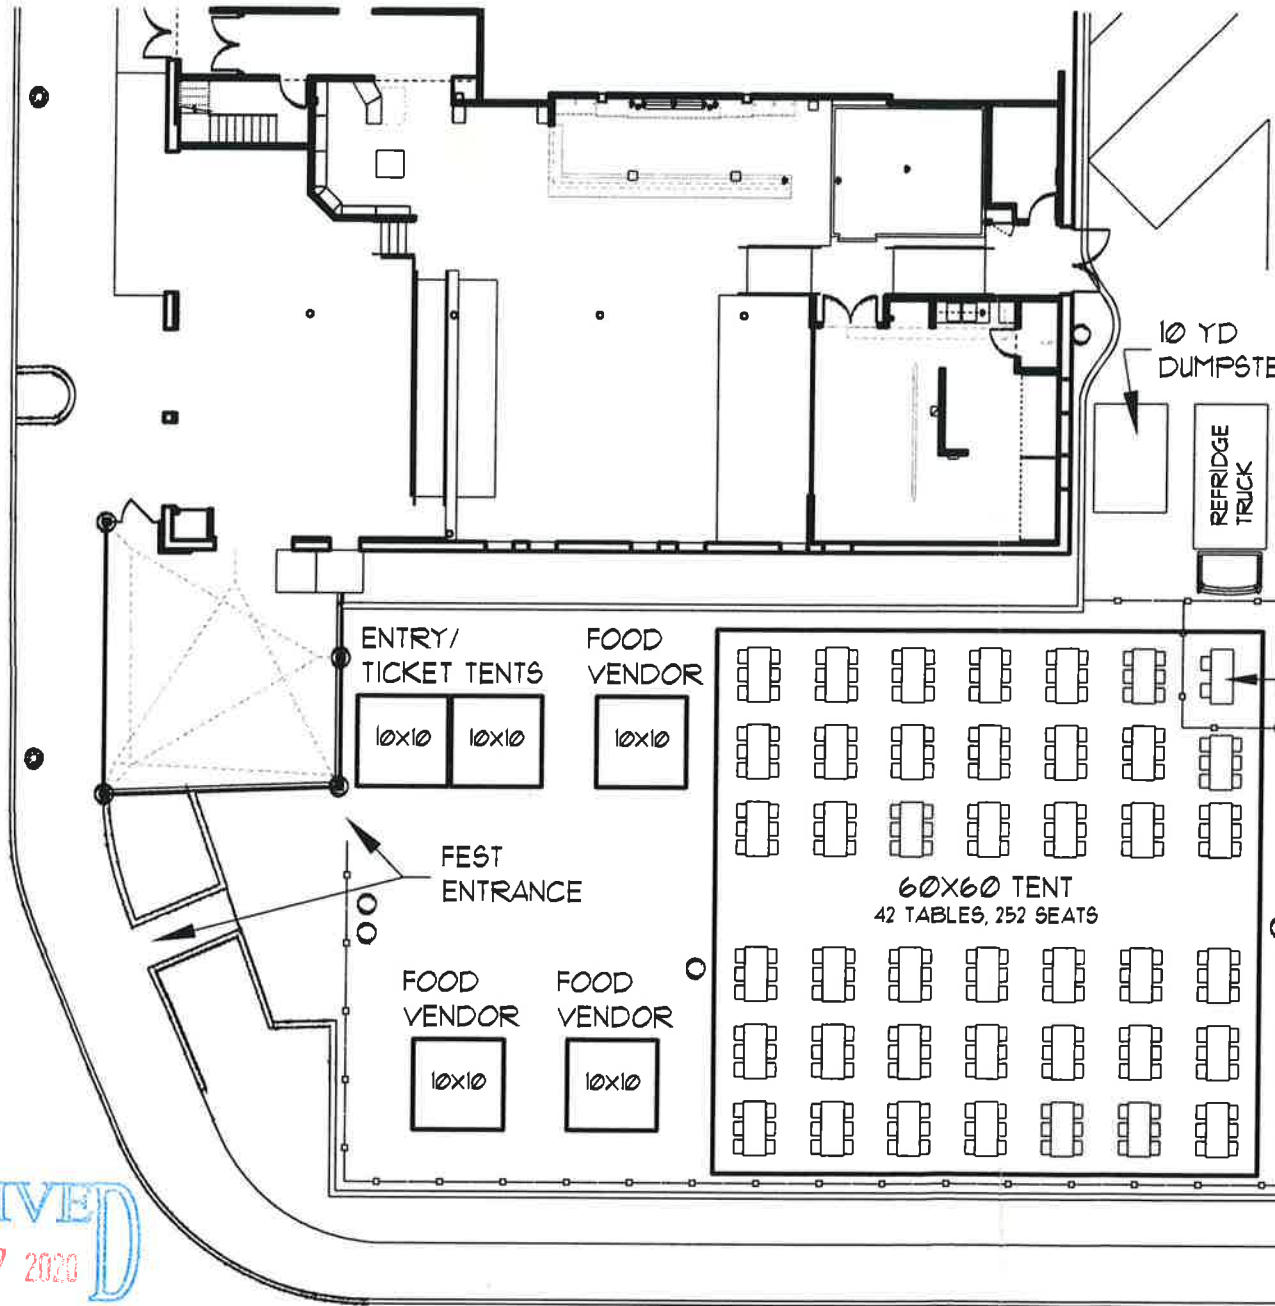 10 YD
DUMPSTE
REFRIDGE
TRUCK
ENTRY/
TICKET TENTS
FOOD
VENDOR
10x10
10x10
10x10
FEST
ENTRANCE
60X60 TENT
42 TABLES, 252 SEATS
FOOD
VENDOR
FOOD
VENDOR
10x10
10x10
IVED
7 2020